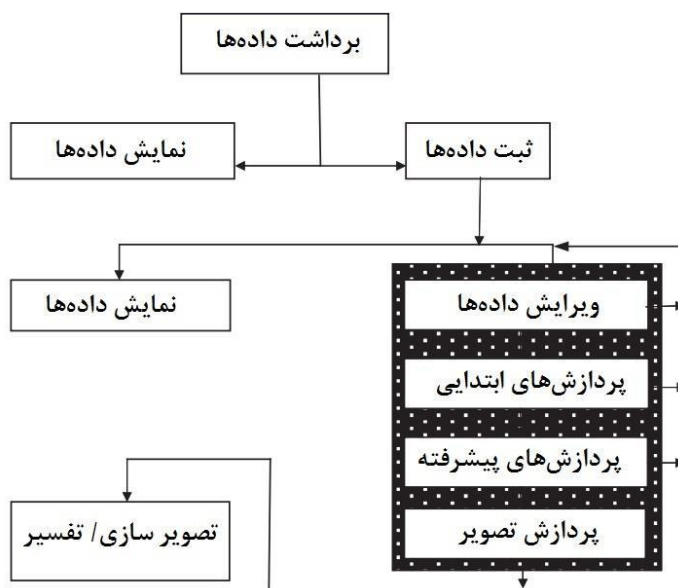 برداشت داده‌ها
نمایش داده‌ها
ثبت داده‌ها
نمایش داده‌ها
ویرایش داده‌ها
پردازش‌های ابتدایی
پردازش‌های پیشرفته
تصویر سازی/ تفسیر
پردازش تصویر